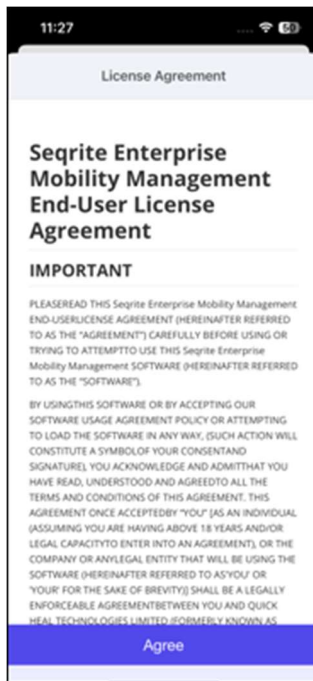 11:27
50
License Agreement
Seqrite Enterprise
Mobility Management
End-User License
Agreement
IMPORTANT
PLEASEREAD THIS Seqrite Enterprise Mobility Management
END-USERLICENSE AGREEMENT (HEREINAFTER REFERRED
TO AS THE "AGREEMENT") CAREFULLY BEFORE USING OR
TRYING TO ATTEMPTTO USE THIS Seqrite Enterprise
Mobility Management SOFTWARE (HEREINAFTER REFERRED
TO AS THE "SOFTWARE").
BY USINGTHIS SOFTWARE OR BY ACCEPTING OUR
SOFTWARE USAGE AGREEMENT POLICY OR ATTEMPTING
TO LOAD THE SOFTWARE IN ANY WAY, (SUCH ACTION WILL
CONSTITUTE A SYMBOLOF YOUR CONSENTAND
SIGNATURE), YOU ACKNOWLEDGE AND ADMITTHAT YOU
HAVE READ, UNDERSTOOD AND AGREEDTO ALL THE
TERMS AND CONDITIONS OF THIS AGREEMENT. THIS
AGREEMENT ONCE ACCEPTEDBY "YOU" [AS AN INDIVIDUAL
(ASSUMING YOU ARE HAVING ABOVE 18 YEARS AND/OR
LEGAL CAPACITYTO ENTER INTO AN AGREEMENT), OR THE
COMPANY OR ANYLEGAL ENTITY THAT WILL BE USING THE
SOFTWARE (HEREINAFTER REFERRED TO AS'YOU' OR
'YOUR' FOR THE SAKE OF BREVITY)] SHALL BE A LEGALLY
ENFORCEABLE AGREEMENTBETWEEN YOU AND QUICK
HEAL TECHNOLOGIES LIMITED (FORMERLY KNOWN AS
Agree